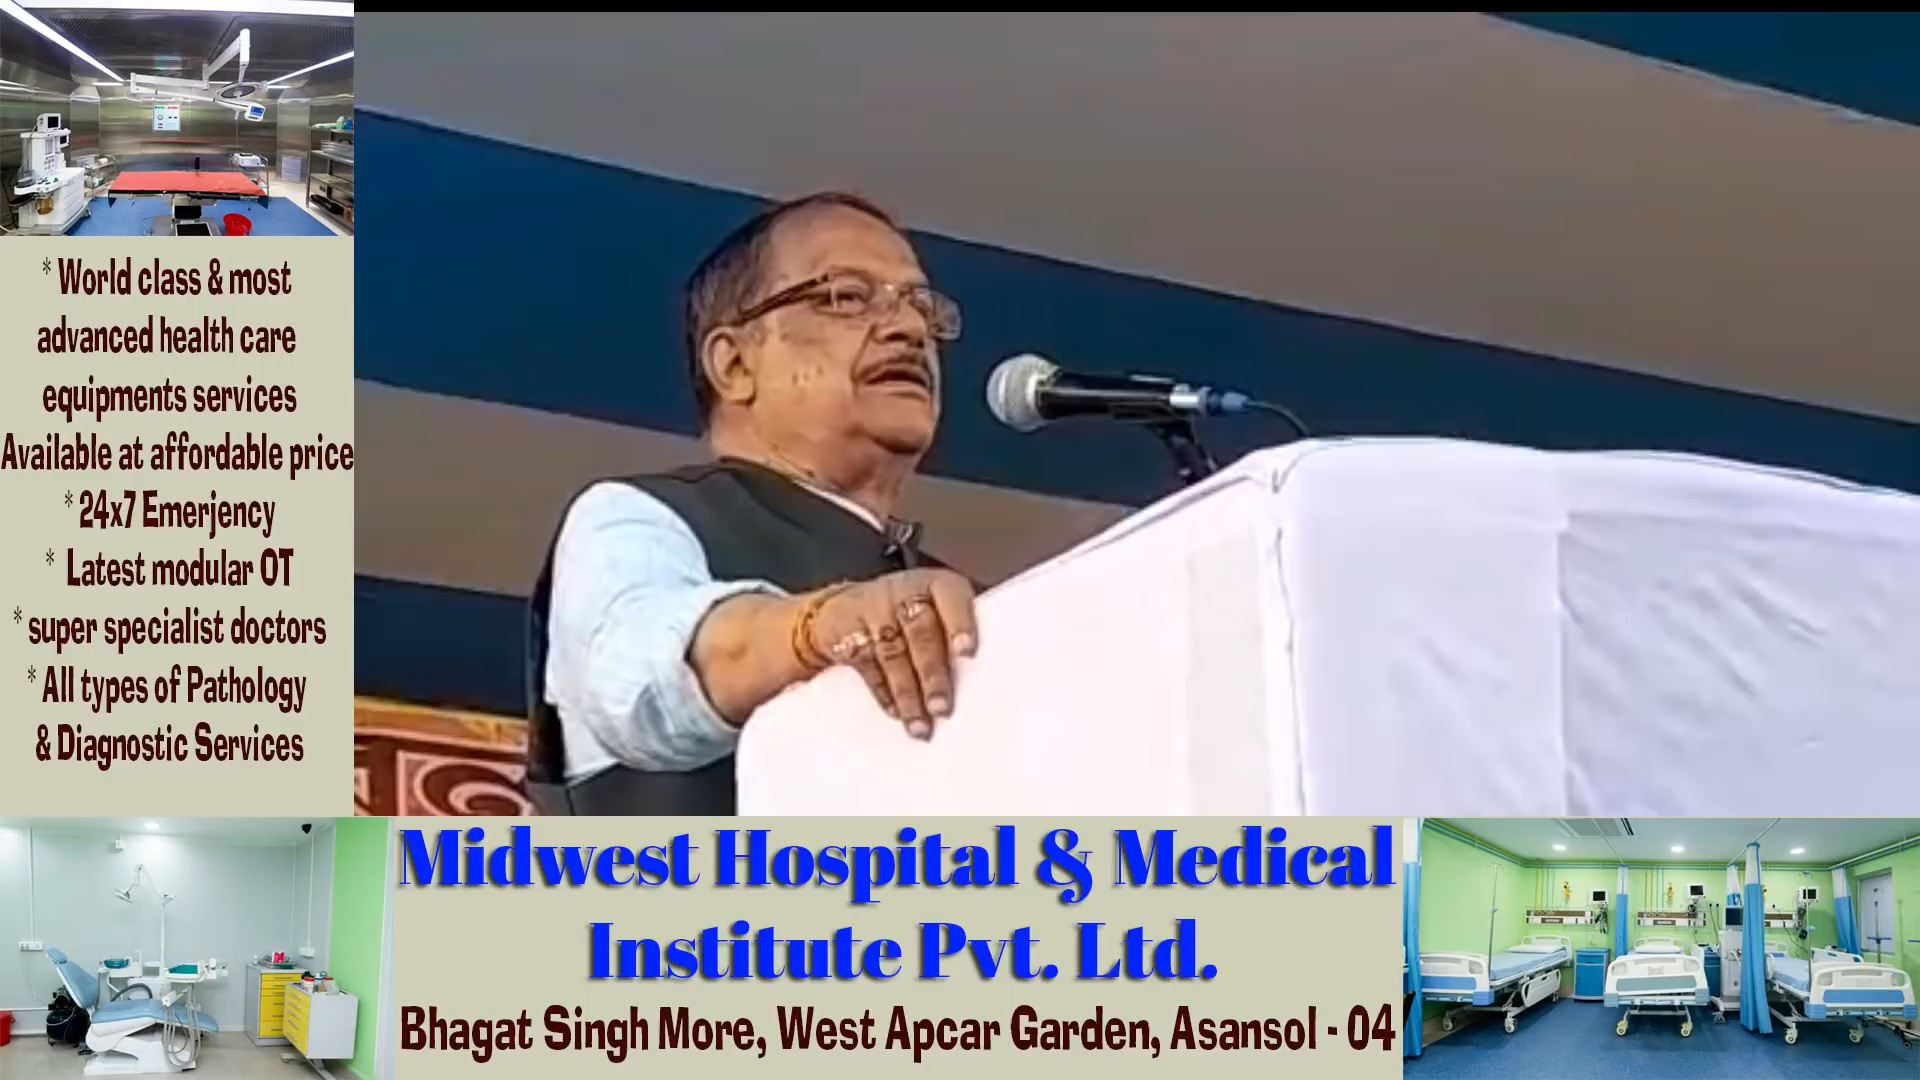 * World class & most
advanced health care
equipments services
Available at affordable price
* 24x7 Emerjency
* Latest modular OT
* super specialist doctors
* All types of Pathology
& Diagnostic Services
Midwest Hospital & Medical
Institute Pvt. Ltd.
Bhagat Singh More, West Apcar Garden, Asansol - 04